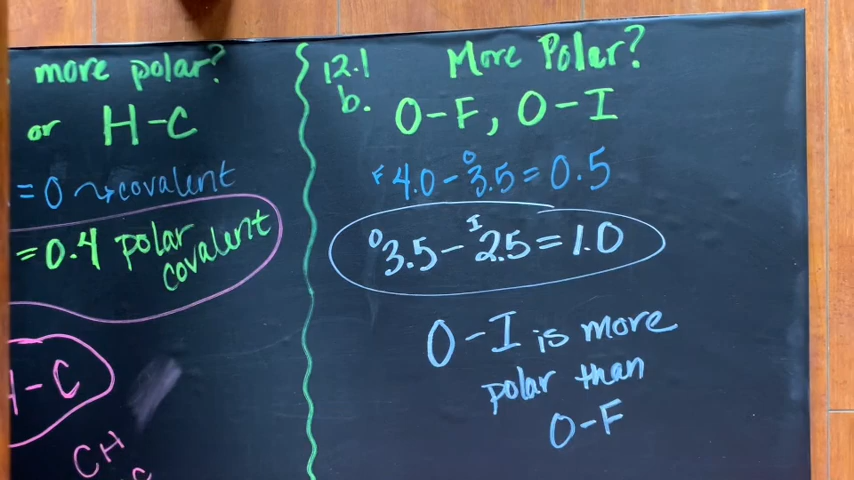 more polar?
or H-C
=0 → covalent
=0.4 polar
covalent
H-C
CH
12.1 More Polar?
b. O-F, O-I
F 4.0 - O 3.5 = 0.5
O 3.5 - I 2.5 = 1.0
O-I is more
polar than
O-F